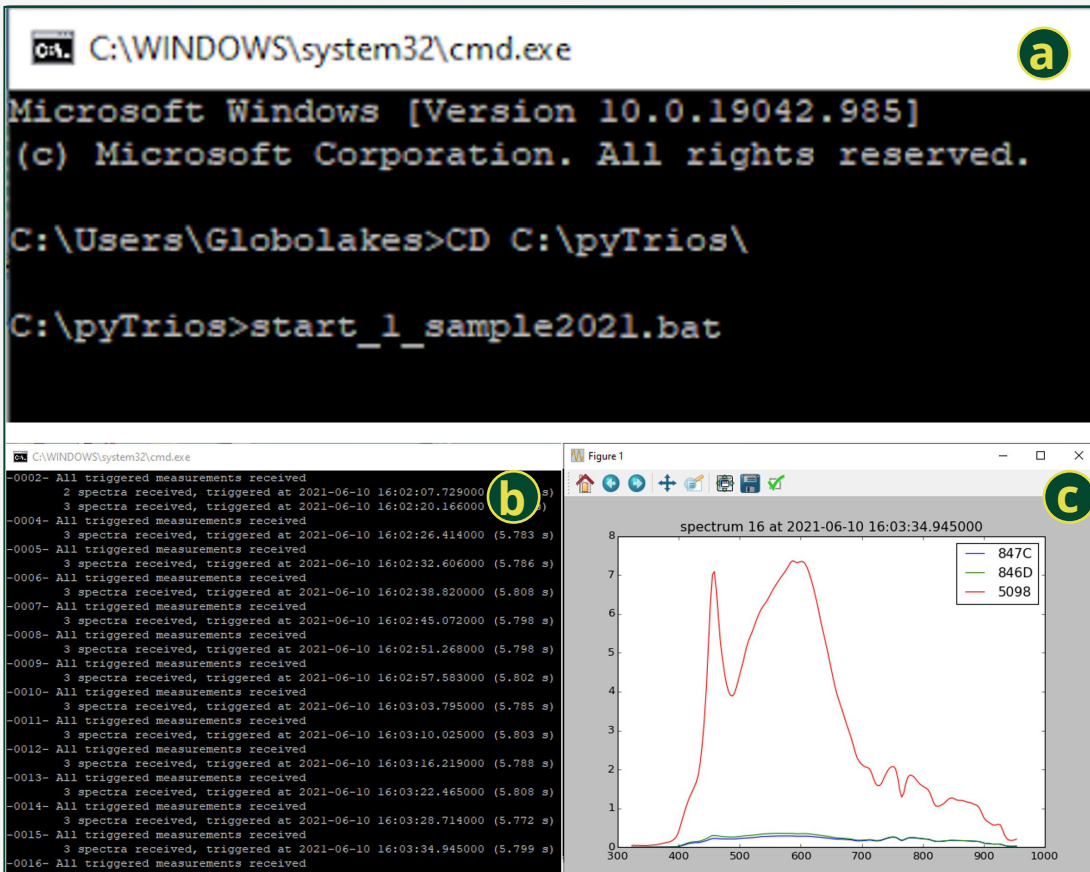 C:\WINDOWS\system32\cmd.exe
a
Microsoft Windows [Version 10.0.19042.985]
(c) Microsoft Corporation. All rights reserved.
C:\Users\Globolakes>CD C:\pyTrios\
C:\pyTrios>start_1_sample2021.bat
C:\WINDOWS\system32\cmd.exe
b
-0002- All triggered measurements received
2 spectra received, triggered at 2021-06-10 16:02:07.729000 s)
3 spectra received, triggered at 2021-06-10 16:02:20.166000
-0004- All triggered measurements received
3 spectra received, triggered at 2021-06-10 16:02:26.414000 (5.783 s)
-0005- All triggered measurements received
3 spectra received, triggered at 2021-06-10 16:02:32.606000 (5.786 s)
-0006- All triggered measurements received
3 spectra received, triggered at 2021-06-10 16:02:38.820000 (5.808 s)
-0007- All triggered measurements received
3 spectra received, triggered at 2021-06-10 16:02:45.072000 (5.798 s)
-0008- All triggered measurements received
3 spectra received, triggered at 2021-06-10 16:02:51.268000 (5.798 s)
-0009- All triggered measurements received
3 spectra received, triggered at 2021-06-10 16:02:57.583000 (5.802 s)
-0010- All triggered measurements received
3 spectra received, triggered at 2021-06-10 16:03:03.795000 (5.785 s)
-0011- All triggered measurements received
3 spectra received, triggered at 2021-06-10 16:03:10.025000 (5.803 s)
-0012- All triggered measurements received
3 spectra received, triggered at 2021-06-10 16:03:16.219000 (5.788 s)
-0013- All triggered measurements received
3 spectra received, triggered at 2021-06-10 16:03:22.465000 (5.808 s)
-0014- All triggered measurements received
3 spectra received, triggered at 2021-06-10 16:03:28.714000 (5.772 s)
-0015- All triggered measurements received
3 spectra received, triggered at 2021-06-10 16:03:34.945000 (5.799 s)
-0016- All triggered measurements received
Figure 1
c
spectrum 16 at 2021-06-10 16:03:34.945000
847C
846D
5098
8
7
6
5
4
3
2
1
0
300 400 500 600 700 800 900 1000